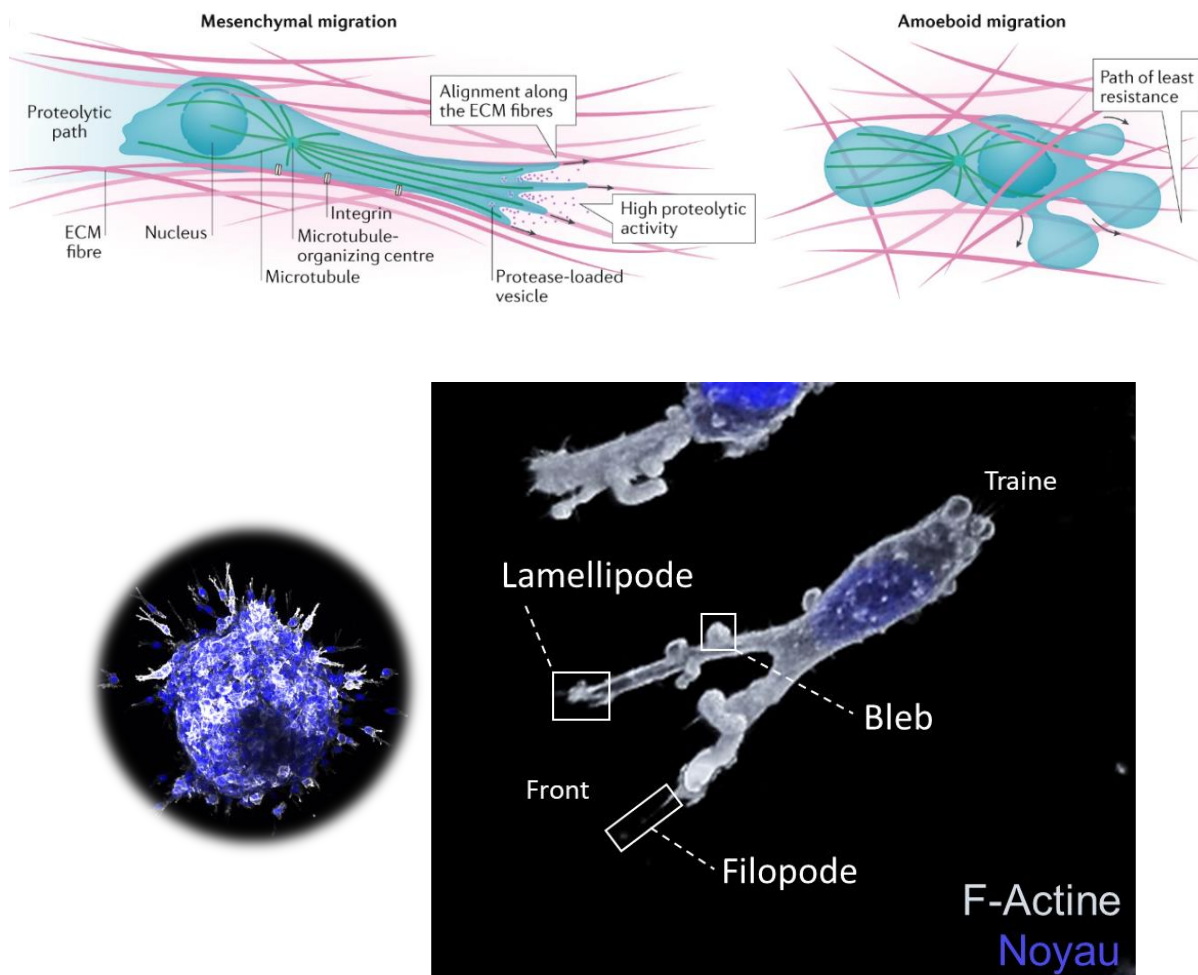 Mesenchymal migration
Proteolytic
path
Alignment along
the ECM fibres
High proteolytic
activity
ECM
fibre
Nucleus
Integrin
Microtubule-
organizing centre
Microtubule
Protease-loaded
vesicle
Amoeboid migration
Path of least
resistance
Traine
Lamellipode
Bleb
Front
Filopode
F-Actine
Noyau